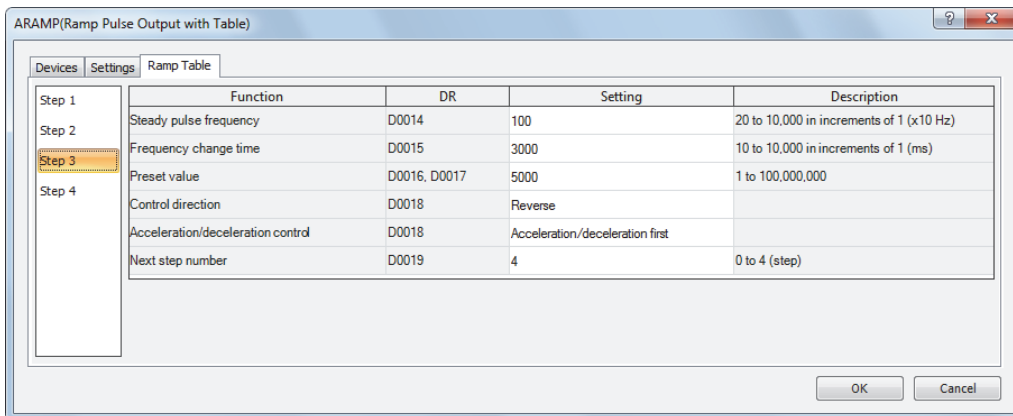 ARAMP(Ramp Pulse Output with Table)
? X
Devices Settings Ramp Table
Step 1
Step 2
Step 3
Step 4
Function DR Setting Description
Steady pulse frequency D0014 100 20 to 10,000 in increments of 1 (x10 Hz)
Frequency change time D0015 3000 10 to 10,000 in increments of 1 (ms)
Preset value D0016, D0017 5000 1 to 100,000,000
Control direction D0018 Reverse
Acceleration/deceleration control D0018 Acceleration/deceleration first
Next step number D0019 4 0 to 4 (step)
OK Cancel